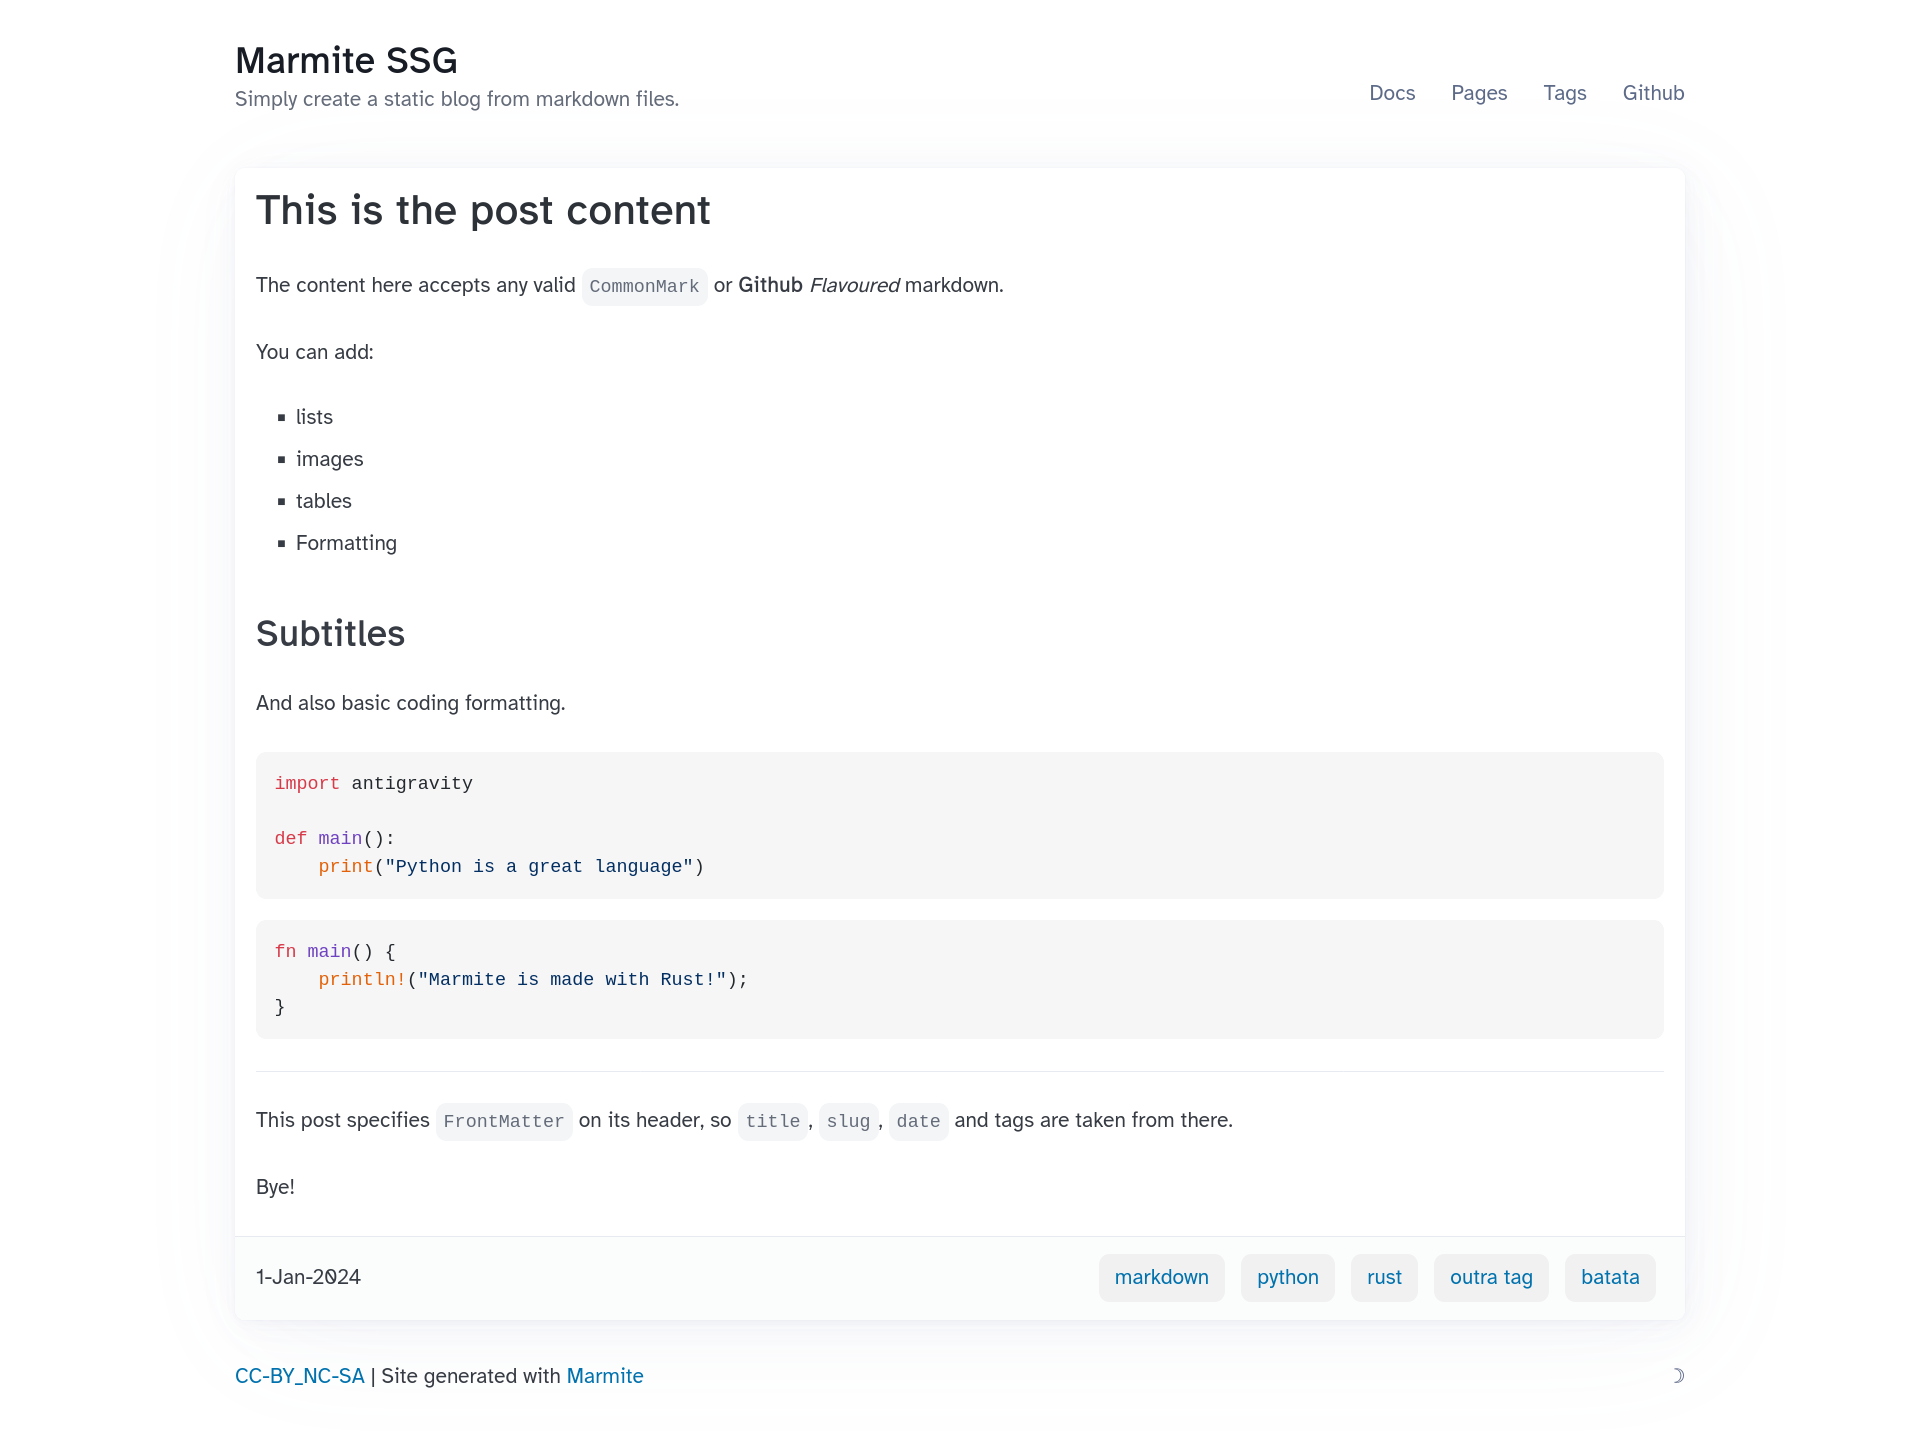 Marmite SSG
Simply create a static blog from markdown files.
Docs Pages Tags Github
This is the post content
The content here accepts any valid CommonMark or Github Flavoured markdown.
You can add:
▪ lists
▪ images
▪ tables
▪ Formatting
Subtitles
And also basic coding formatting.
import antigravity
def main():
    print("Python is a great language")
fn main() {
    println!("Marmite is made with Rust!");
}
This post specifies FrontMatter on its header, so title, slug, date and tags are taken from there.
Bye!
1-Jan-2024 markdown python rust outra tag batata
CC-BY_NC-SA | Site generated with Marmite